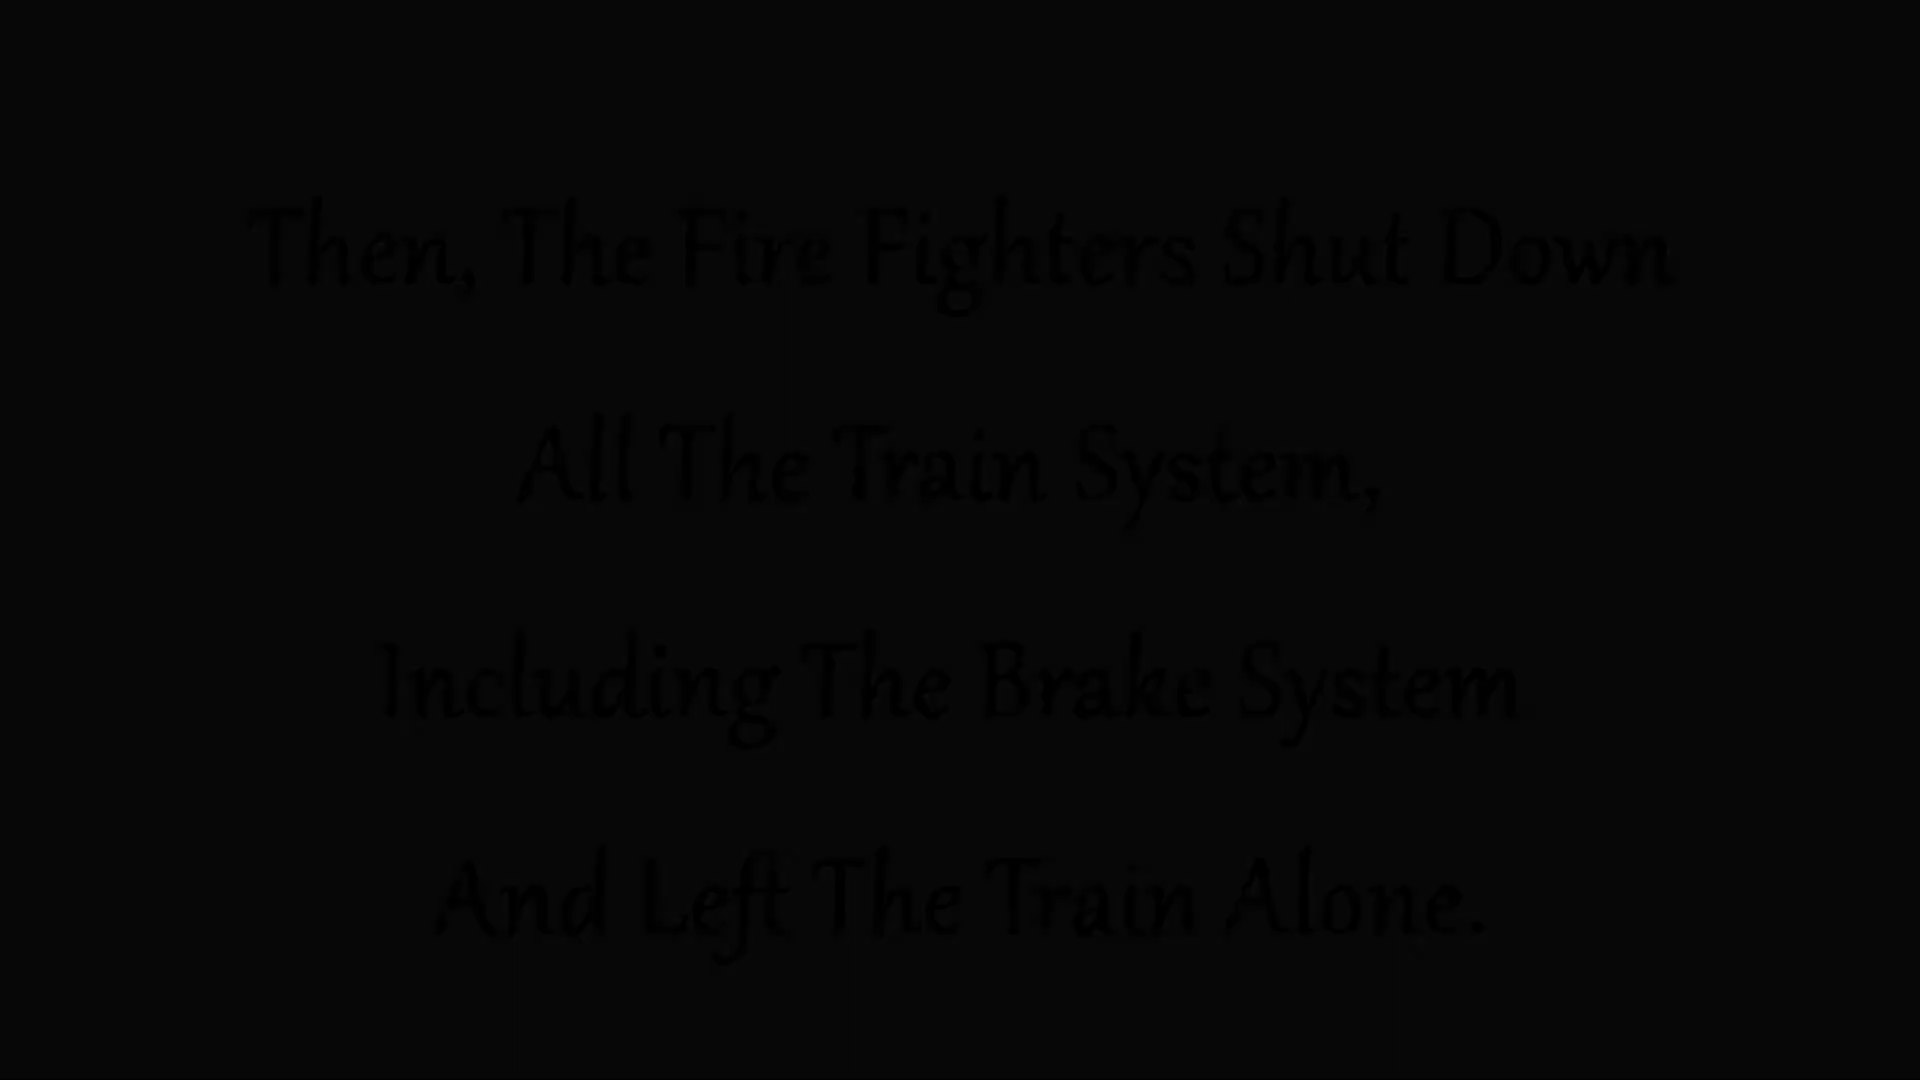 Then, The Fire Fighters Shut Down
All The Train System,
Including The Brake System
And Left The Train Alone.